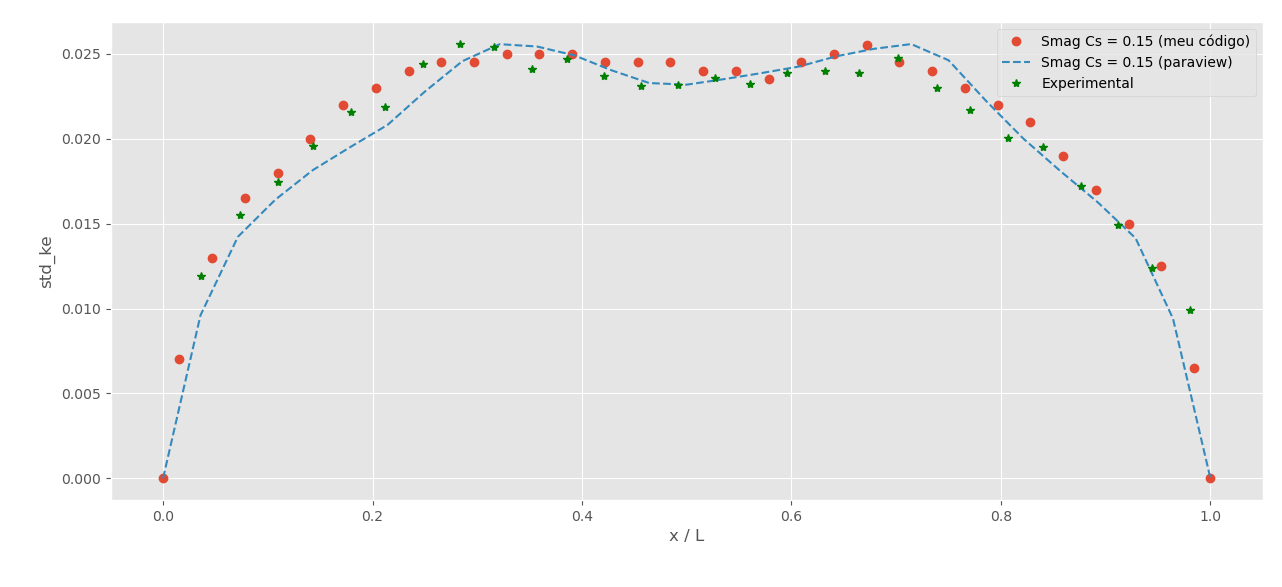 Smag Cs = 0.15 (meu código)
Smag Cs = 0.15 (paraview)
Experimental
0.025
0.020
0.015
0.010
0.005
0.000
std_ke
0.0 0.2 0.4 0.6 0.8 1.0
x / L